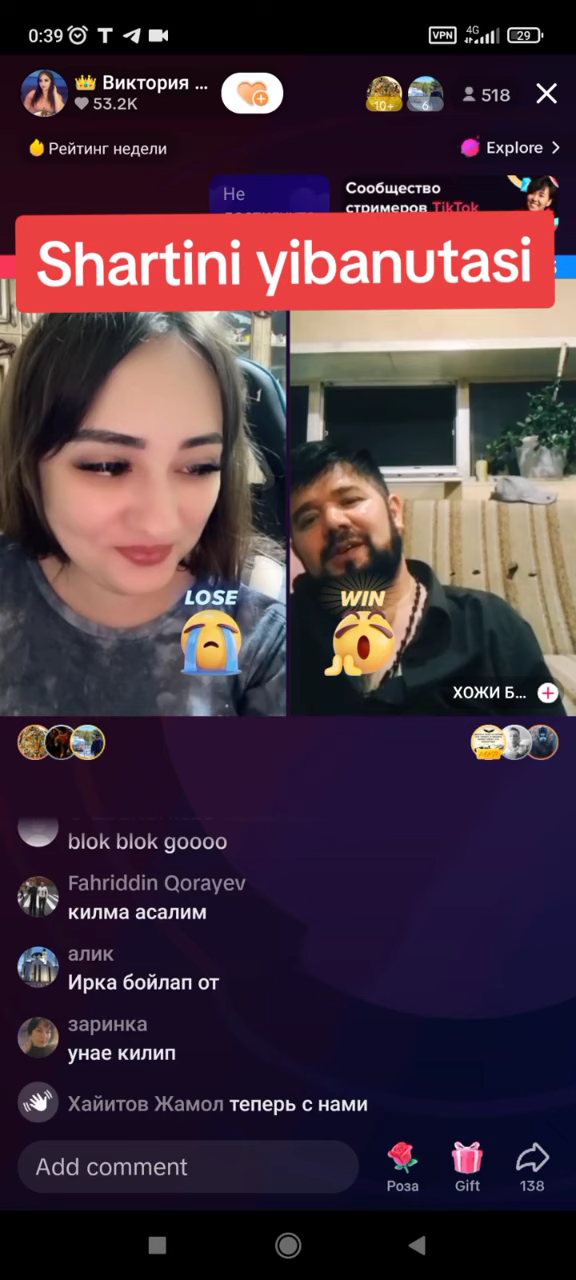 0:39
VPN
4G
29
Виктория ...
53.2K
10+
6
518
Рейтинг недели
Explore
Не
Сообщество
стримеров TikTok
Shartini yibanutasi
LOSE
WIN
ХОЖИ Б...
blok blok goooo
Fahriddin Qorayev
килма асалим
алик
Ирка бойлап от
заринка
унае килип
Хайитов Жамол теперь с нами
Add comment
Роза
Gift
138